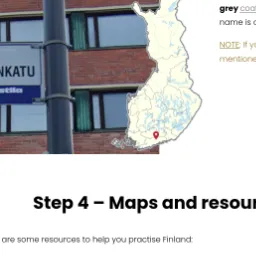 grey coa
name is
NOTE: If y
mentione
NKATU
Step 4 – Maps and resour
are some resources to help you practise Finland: